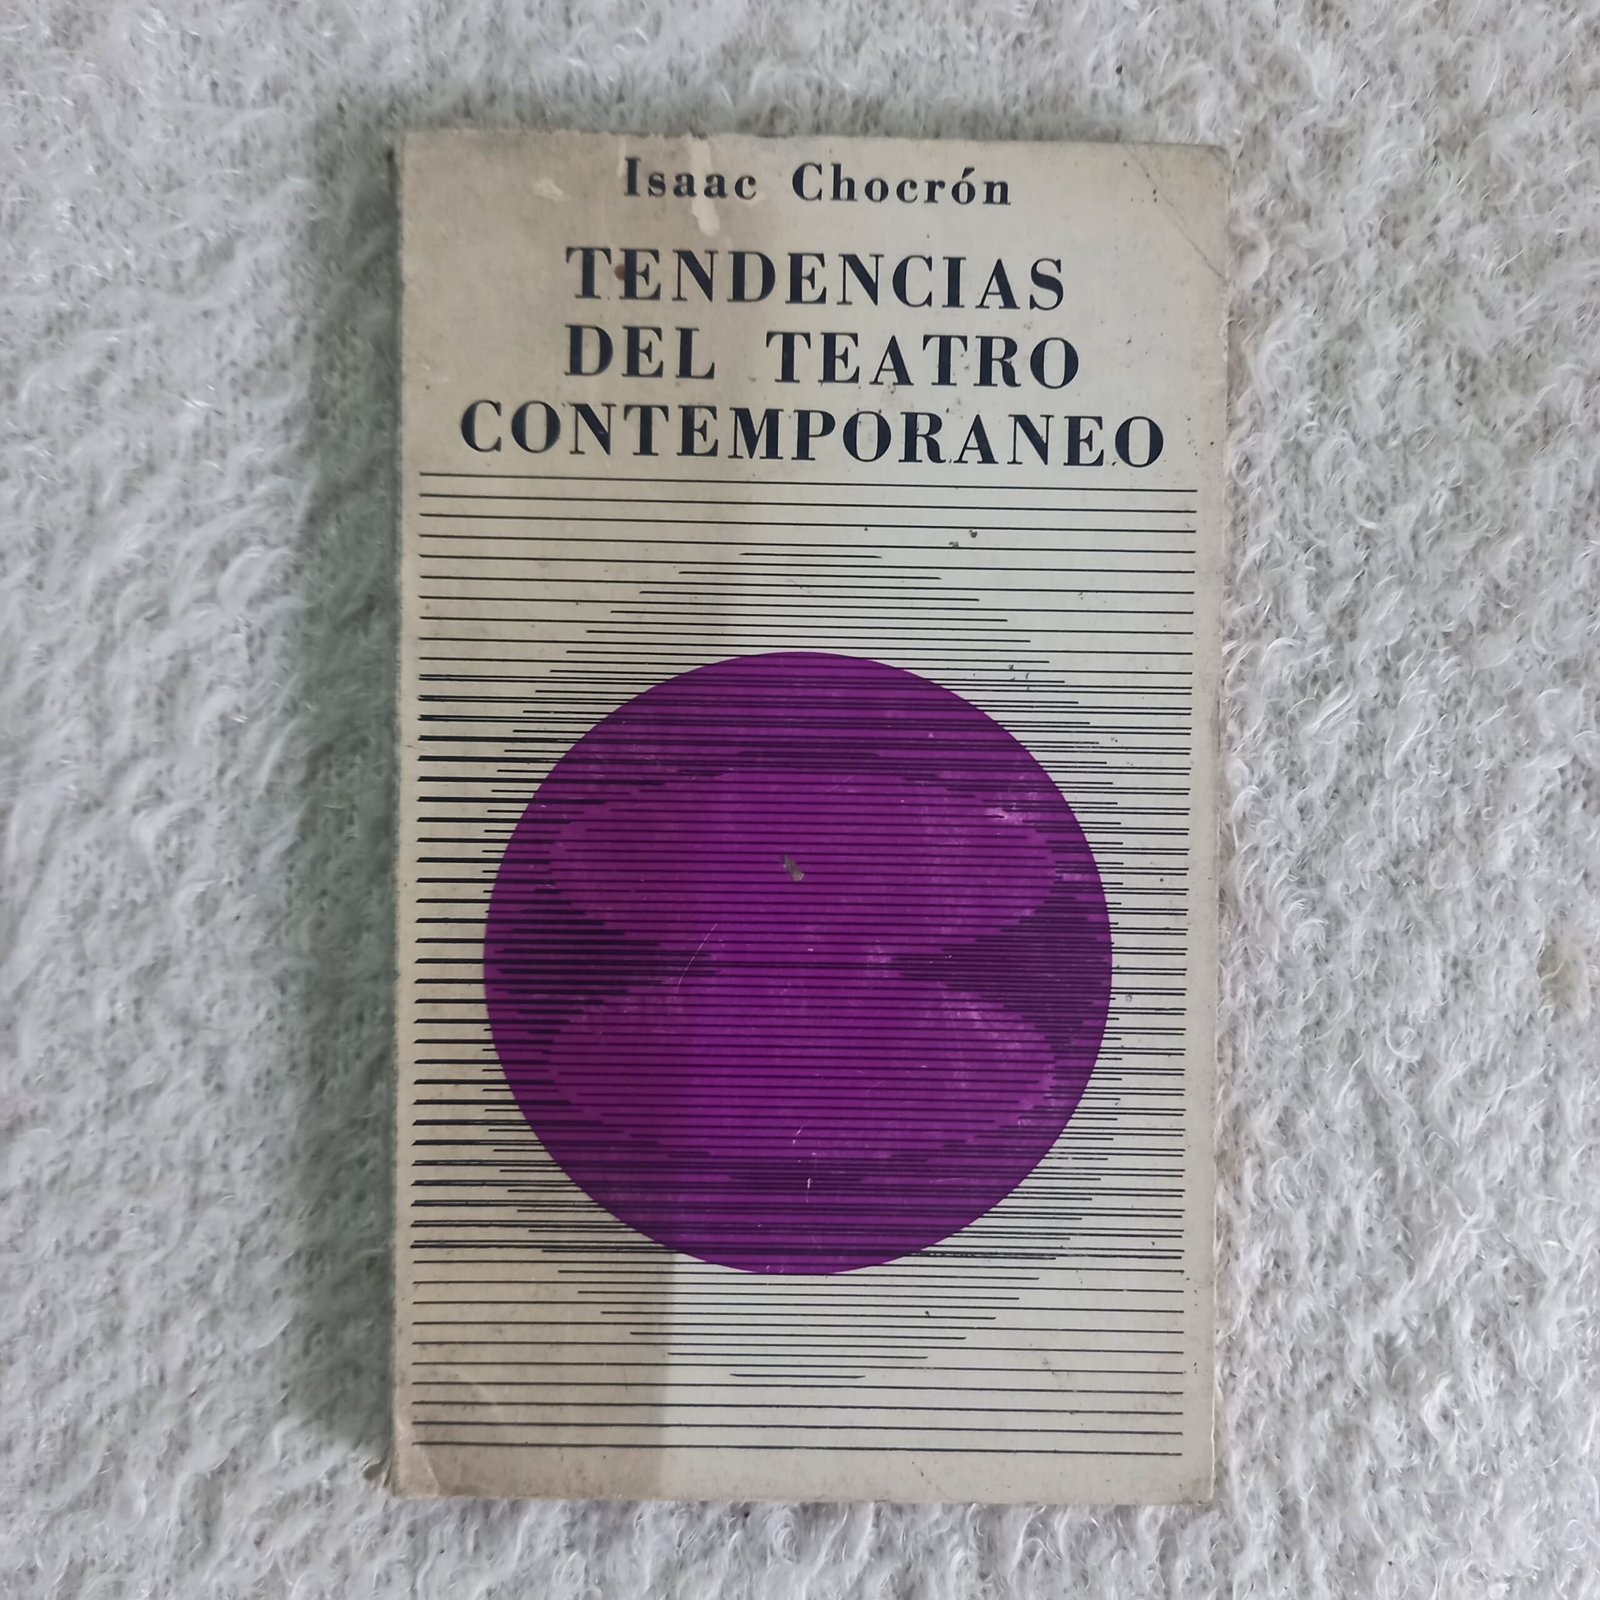 Isaac Chocrón
TENDENCIAS
DEL TEATRO
CONTEMPORANEO